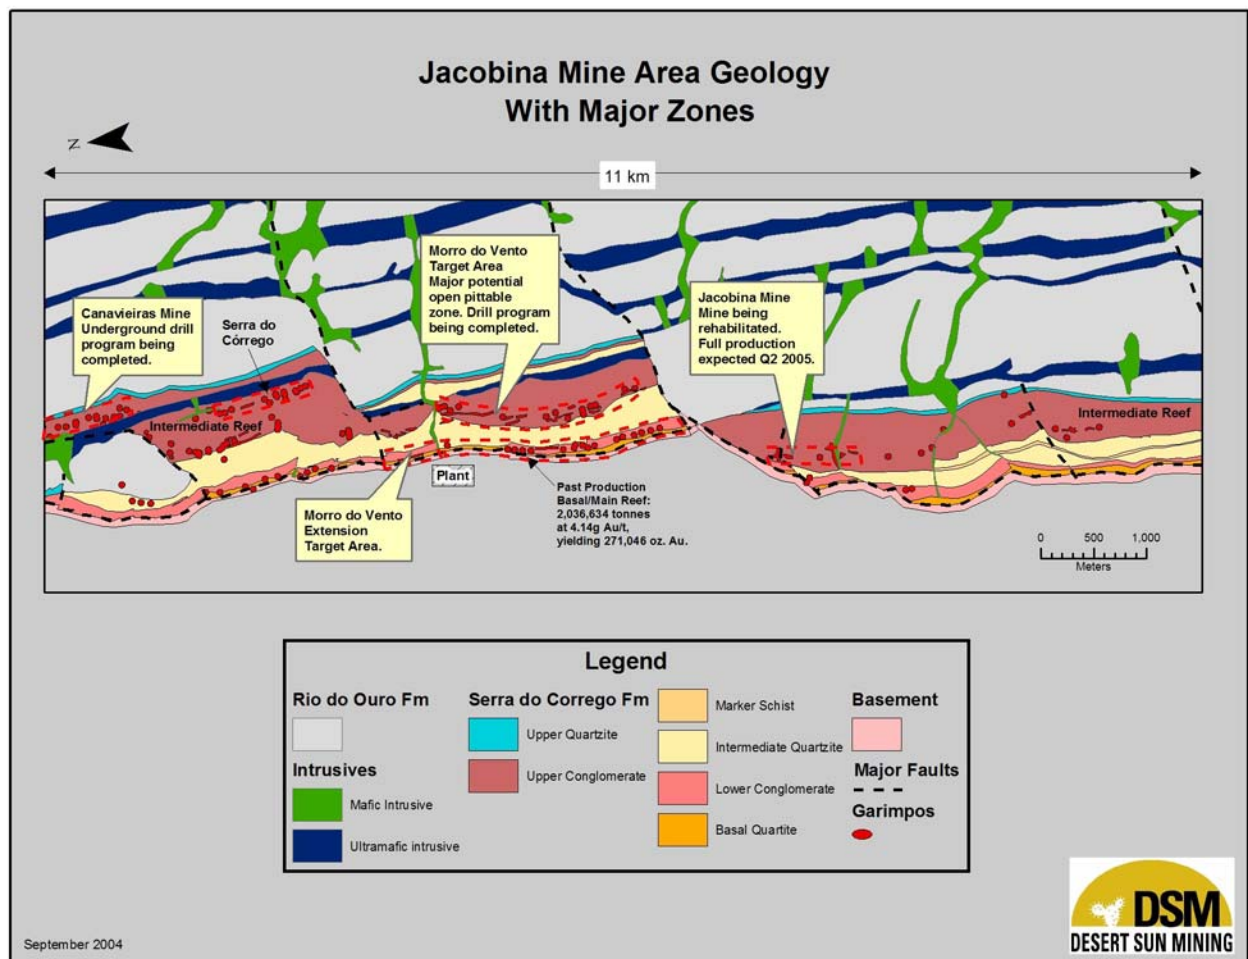 Jacobina Mine Area Geology
With Major Zones
N
11 km
Morro do Vento
Target Area
Major potential
open pittable
zone. Drill program
being completed.
Canavieiras Mine
Underground drill
program being
completed.
Serra do
Córrego
Jacobina Mine
Mine being
rehabilitated.
Full production
expected Q2 2005.
Intermediate Reef
Intermediate Reef
Plant
Morro do Vento
Extension
Target Area.
Past Production
Basal/Main Reef:
2,036,634 tonnes
at 4.14g Au/t,
yielding 271,046 oz. Au.
0 500 1,000
Meters
Legend
Rio do Ouro Fm
Intrusives
Mafic Intrusive
Ultramafic intrusive
Serra do Corrego Fm
Upper Quartzite
Upper Conglomerate
Marker Schist
Intermediate Quartzite
Lower Conglomerate
Basal Quartite
Basement
Major Faults
Garimpos
September 2004
DSM
DESERT SUN MINING